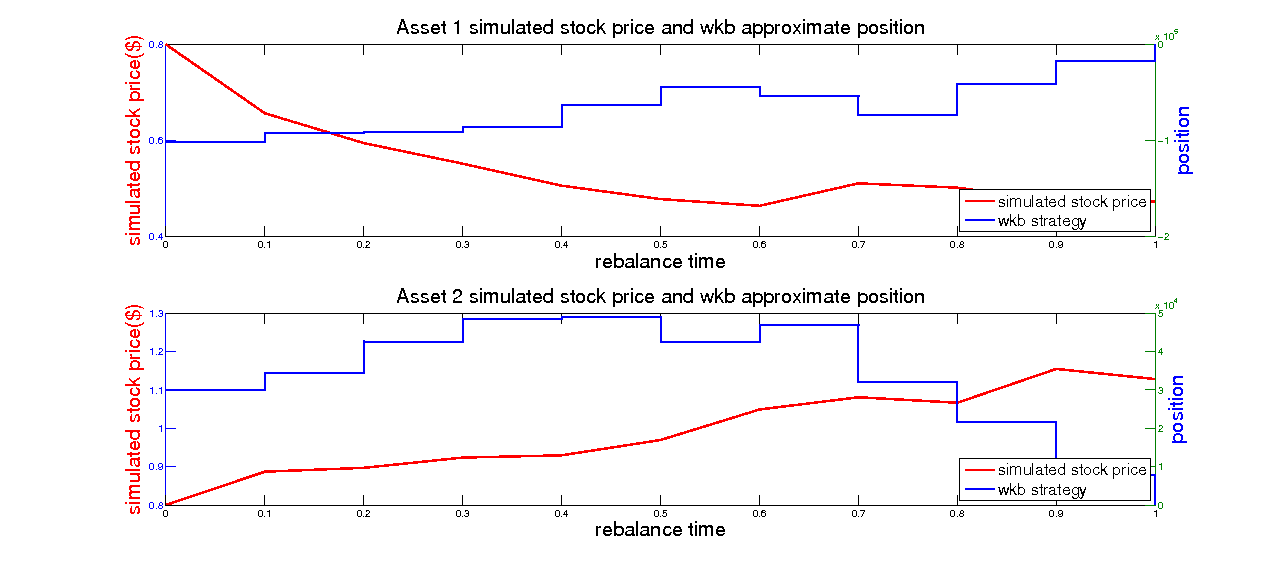 Asset 1 simulated stock price and wkb approximate position
x 10^5
simulated stock price($)
0.8
0.6
0.4
0
-1
-2
position
simulated stock price
wkb strategy
0 0.1 0.2 0.3 0.4 0.5 0.6 0.7 0.8 0.9 1
rebalance time
Asset 2 simulated stock price and wkb approximate position
x 10^4
simulated stock price($)
1.3
1.2
1.1
1
0.9
0.8
5
4
3
2
1
0
position
simulated stock price
wkb strategy
0 0.1 0.2 0.3 0.4 0.5 0.6 0.7 0.8 0.9 1
rebalance time